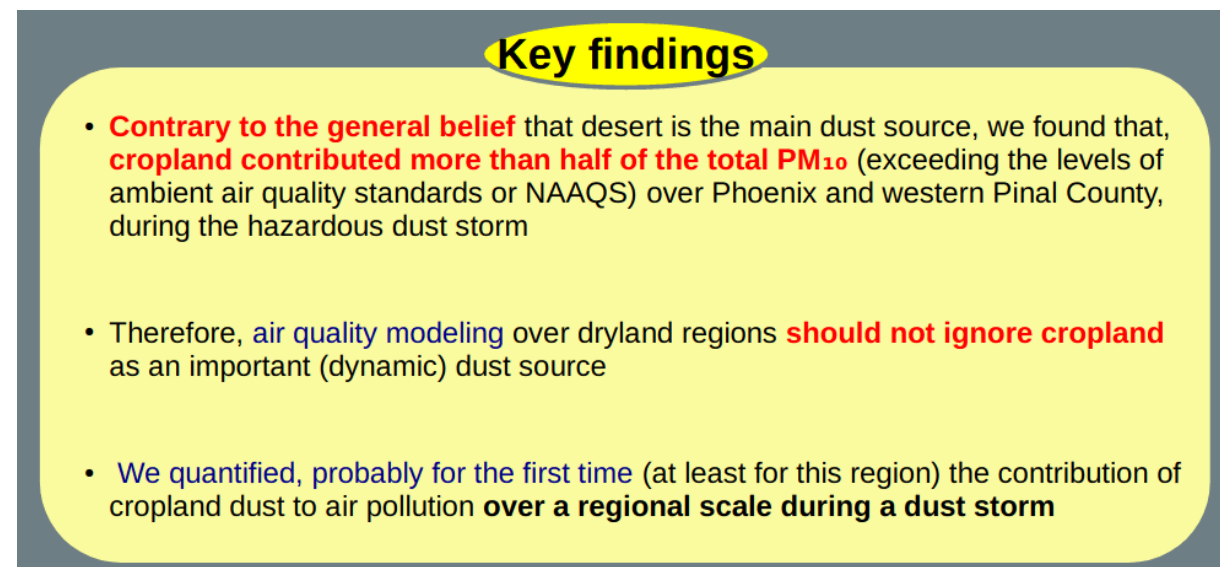 Key findings
• Contrary to the general belief that desert is the main dust source, we found that,
cropland contributed more than half of the total PM₁₀ (exceeding the levels of
ambient air quality standards or NAAQS) over Phoenix and western Pinal County,
during the hazardous dust storm
• Therefore, air quality modeling over dryland regions should not ignore cropland
as an important (dynamic) dust source
• We quantified, probably for the first time (at least for this region) the contribution of
cropland dust to air pollution over a regional scale during a dust storm